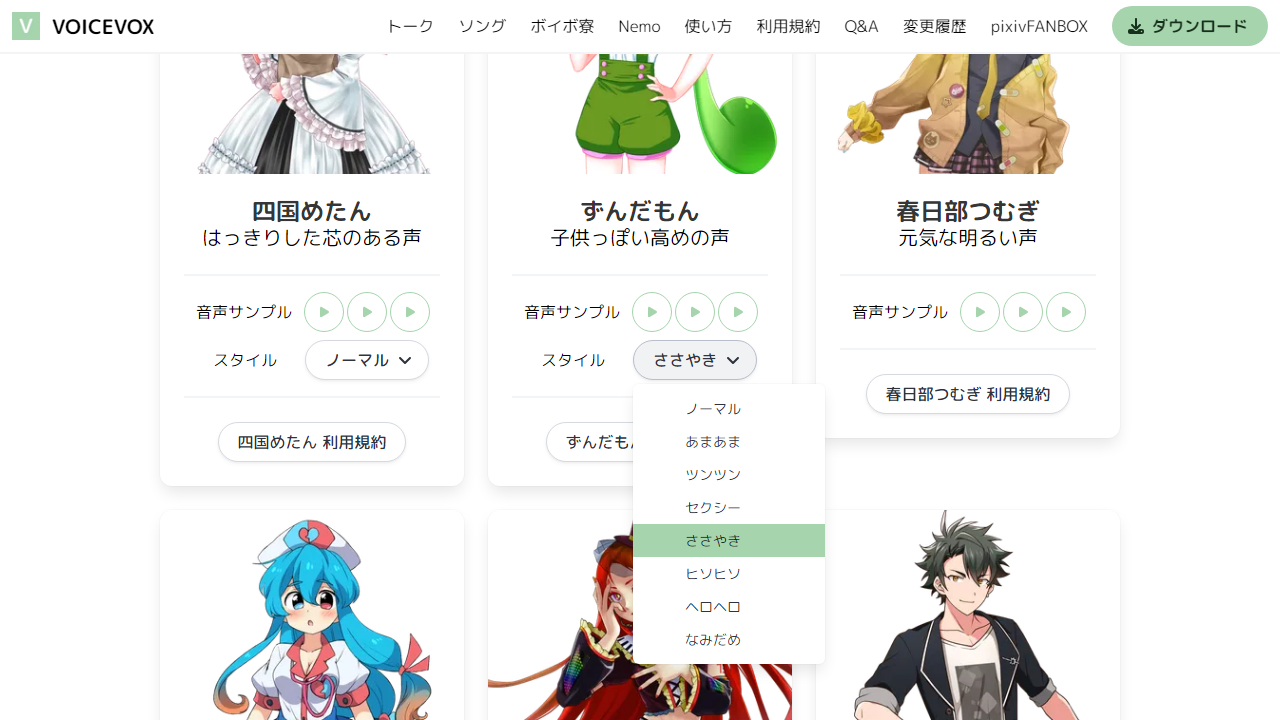 V VOICEVOX
トーク ソング ボイボ寮 Nemo 使い方 利用規約 Q&A 変更履歴 pixivFANBOX ダウンロード
四国めたん
はっきりした芯のある声
音声サンプル
スタイル ノーマル
四国めたん 利用規約
ずんだもん
子供っぽい高めの声
音声サンプル
スタイル ささやき
ノーマル
あまあま
ツンツン
セクシー
ささやき
ヒソヒソ
ヘロヘロ
なみだめ
ずんだも
春日部つむぎ
元気な明るい声
音声サンプル
春日部つむぎ 利用規約